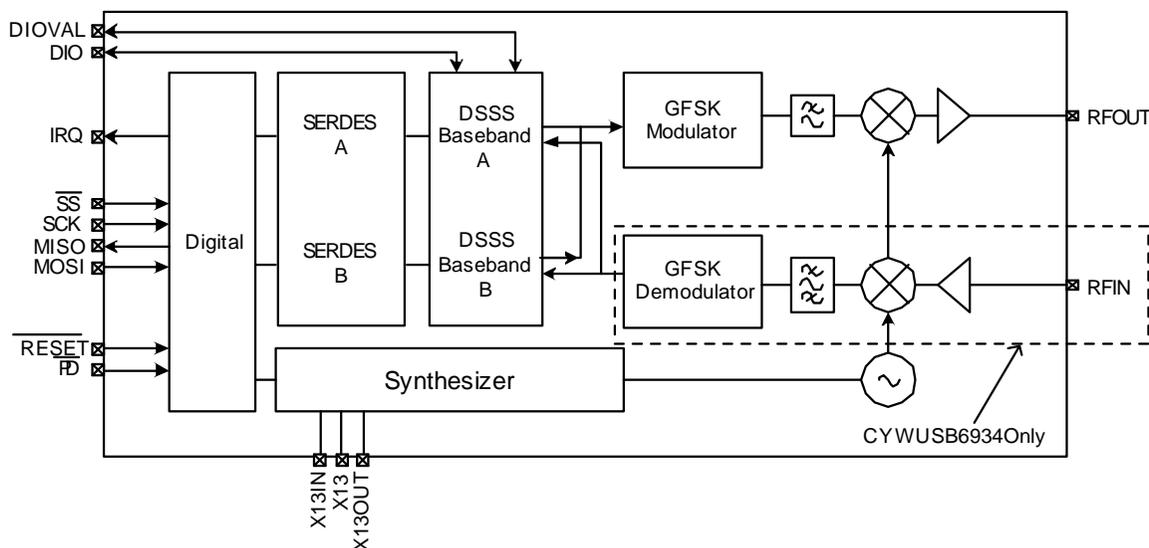 DIOVAL
DIO
IRQ
SS
SCK
MISO
MOSI
RESET
PD
Digital
SERDES
A
SERDES
B
DSSS
Baseband
A
DSSS
Baseband
B
GFSK
Modulator
GFSK
Demodulator
Synthesizer
RFOUT
RFIN
CYWUSB6934Only
X13IN
X13
X13OUT